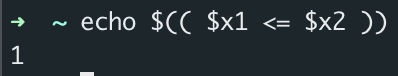 ➜ ~ echo $(( $x1 <= $x2 ))
1